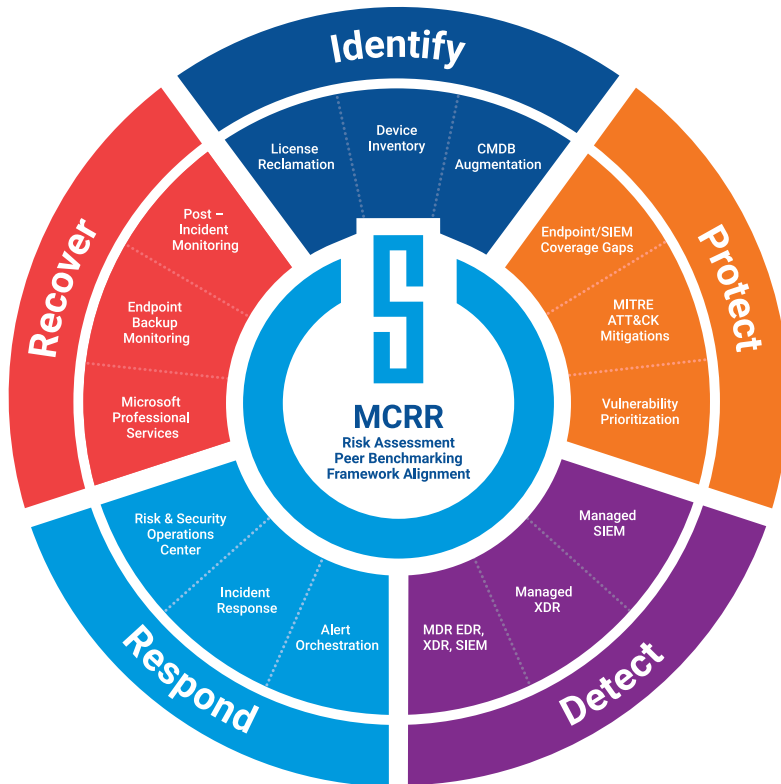 Identify
License
Reclamation
Device
Inventory
CMDB
Augmentation
Protect
Endpoint/SIEM
Coverage Gaps
MITRE
ATT&CK
Mitigations
Vulnerability
Prioritization
Detect
Managed
SIEM
Managed
XDR
MDR EDR,
XDR, SIEM
Respond
Alert
Orchestration
Incident
Response
Risk & Security
Operations
Center
Recover
Microsoft
Professional
Services
Endpoint
Backup
Monitoring
Post –
Incident
Monitoring
S
MCRR
Risk Assessment
Peer Benchmarking
Framework Alignment